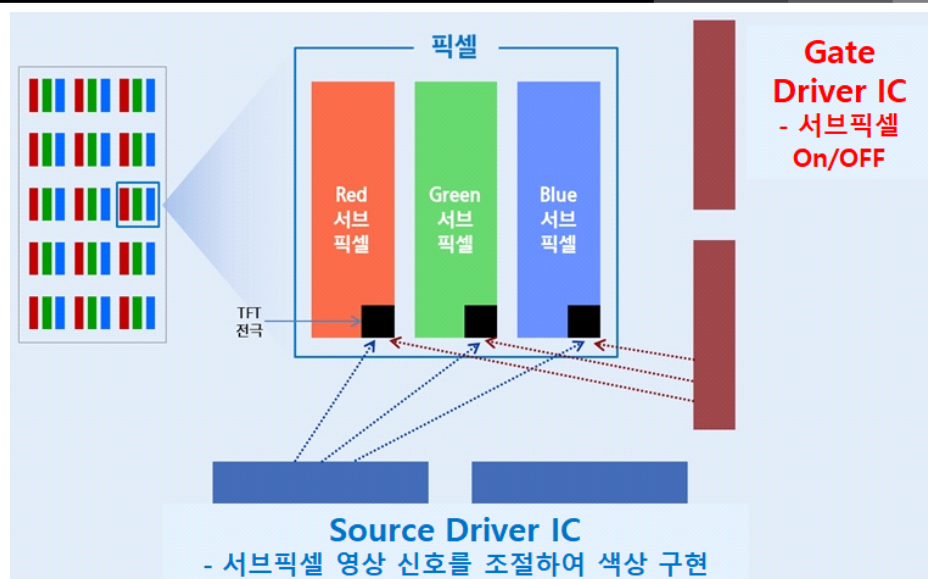 픽셀
Gate
Driver IC
- 서브픽셀
On/OFF
Red
서브
픽셀
Green
서브
픽셀
Blue
서브
픽셀
TFT
전극
Source Driver IC
- 서브픽셀 영상 신호를 조절하여 색상 구현